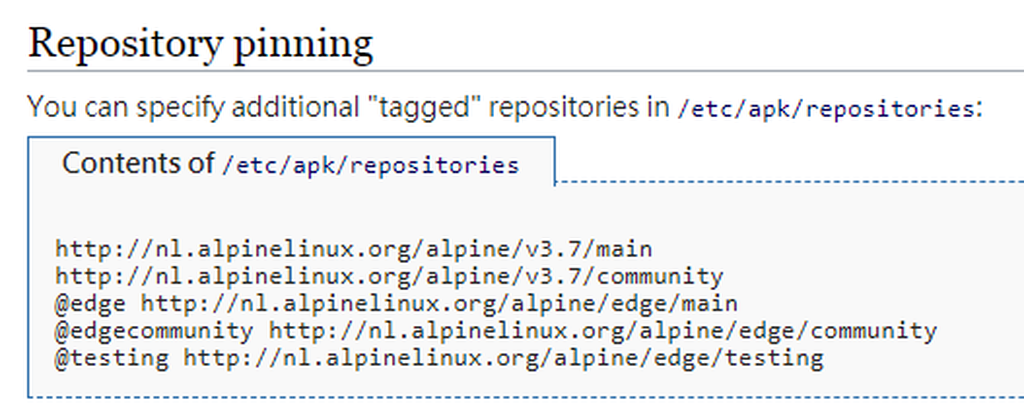 Repository pinning
You can specify additional "tagged" repositories in /etc/apk/repositories:
Contents of /etc/apk/repositories
http://nl.alpinelinux.org/alpine/v3.7/main
http://nl.alpinelinux.org/alpine/v3.7/community
@edge http://nl.alpinelinux.org/alpine/edge/main
@edgecommunity http://nl.alpinelinux.org/alpine/edge/community
@testing http://nl.alpinelinux.org/alpine/edge/testing